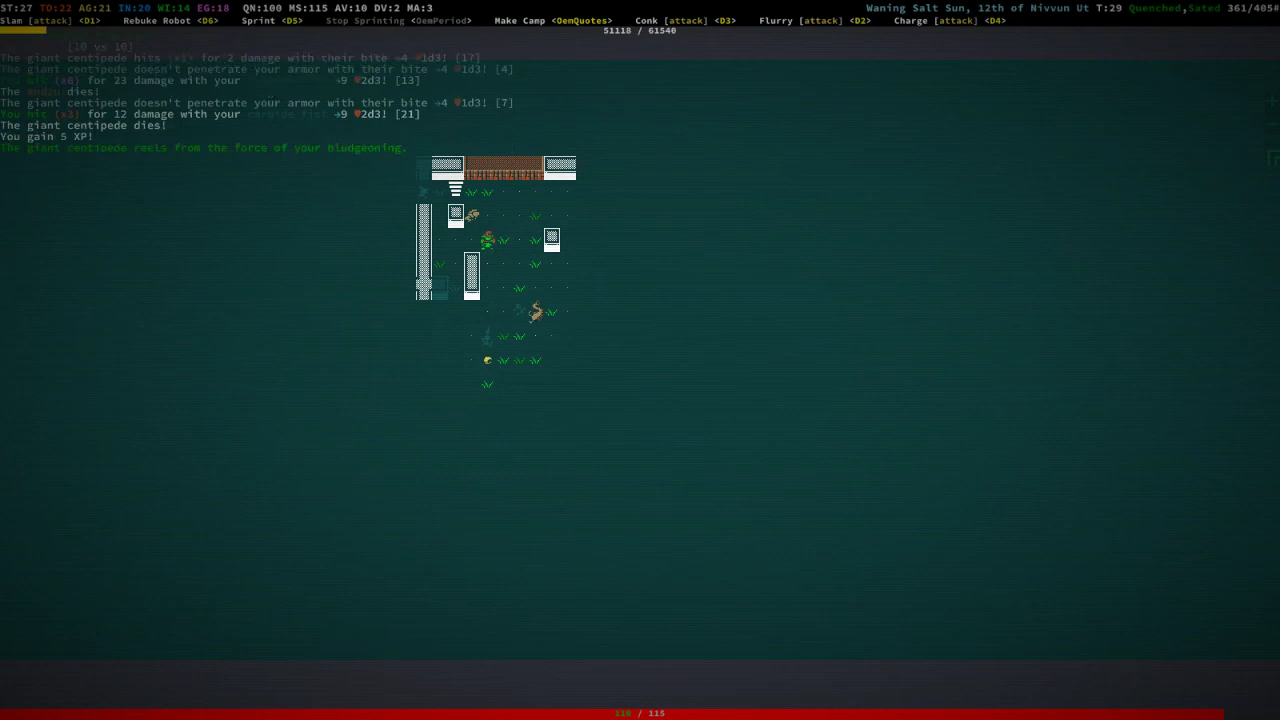 ST:27 TO:22 AG:21 IN:20 WI:14 EG:18 QN:100 MS:115 AV:10 DV:2 MA:3 Waning Salt Sun, 12th of Nivvun Ut T:29 Quenched,Sated 361/405#
Slam [attack] <D1> Rebuke Robot <D6> Sprint <D5> Stop Sprinting <OemPeriod> Make Camp <OemQuotes> Conk [attack] <D3> Flurry [attack] <D2> Charge [attack] <D4>
51118 / 61540
[10 vs 10]
The giant centipede hits (x1) for 2 damage with their bite →4 ♥1d3! [17]
The giant centipede doesn't penetrate your armor with their bite →4 ♥1d3! [4]
You hit (x6) for 23 damage with your →9 ♥2d3! [13]
The dies!
The giant centipede doesn't penetrate your armor with their bite →4 ♥1d3! [7]
You hit (x3) for 12 damage with your carbide fist →9 ♥2d3! [21]
The giant centipede dies!
You gain 5 XP!
The giant centipede reels from the force of your bludgeoning.
110 / 115